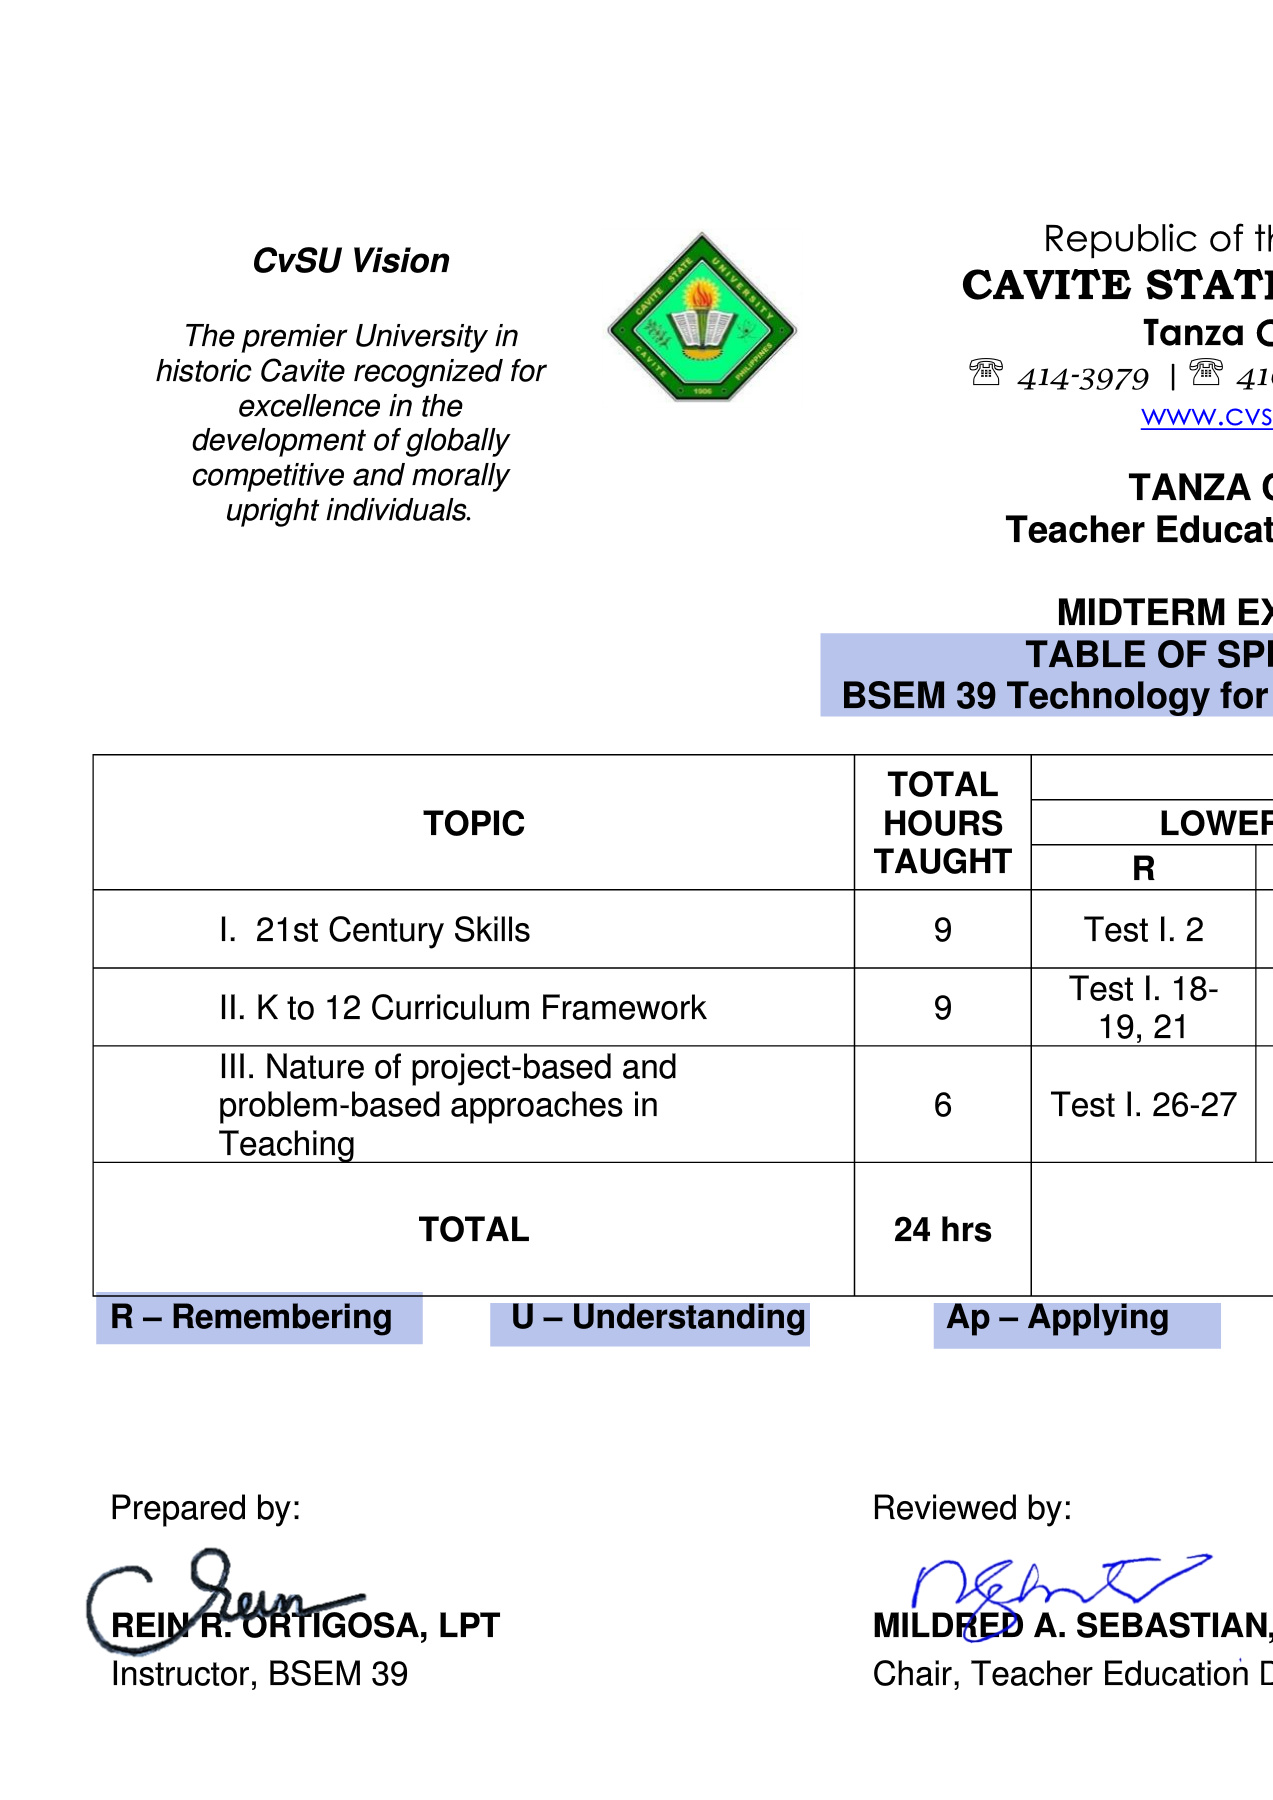 CvSU Vision
The premier University in
historic Cavite recognized for
excellence in the
development of globally
competitive and morally
upright individuals.
CAVITE STATE UNIVERSITY
CAVITE PHILIPPINES
1906
Republic of th
CAVITE STATE
Tanza C
☏ 414-3979 | ☏ 41
www.cvs
TANZA C
Teacher Educat
MIDTERM EX
TABLE OF SPE
BSEM 39 Technology for
TOPIC
TOTAL
HOURS
TAUGHT
LOWER
R
I. 21st Century Skills
9
Test I. 2
II. K to 12 Curriculum Framework
9
Test I. 18-
19, 21
III. Nature of project-based and
problem-based approaches in
Teaching
6
Test I. 26-27
TOTAL
24 hrs
R – Remembering U – Understanding Ap – Applying
Prepared by:
Rein
REIN R. ORTIGOSA, LPT
Instructor, BSEM 39
Reviewed by:
MILDRED A. SEBASTIAN,
Chair, Teacher Education D